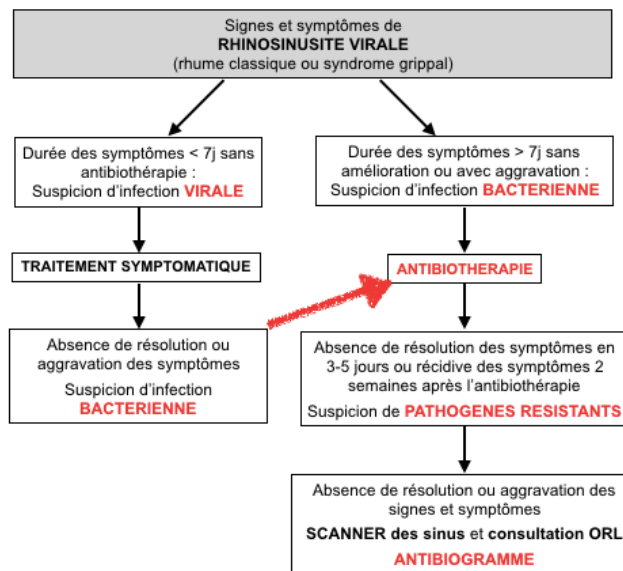 Signes et symptômes de
RHINOSINUSITE VIRALE
(rhume classique ou syndrome grippal)
Durée des symptômes < 7j sans
antibiothérapie :
Suspicion d'infection VIRALE
Durée des symptômes > 7j sans
amélioration ou avec aggravation :
Suspicion d'infection BACTERIENNE
TRAITEMENT SYMPTOMATIQUE
ANTIBIOTHERAPIE
Absence de résolution ou
aggravation des symptômes
Suspicion d'infection
BACTERIENNE
Absence de résolution des symptômes en
3-5 jours ou récidive des symptômes 2
semaines après l'antibiothérapie
Suspicion de PATHOGENES RESISTANTS
Absence de résolution ou aggravation des
signes et symptômes
SCANNER des sinus et consultation ORL
ANTIBIOGRAMME